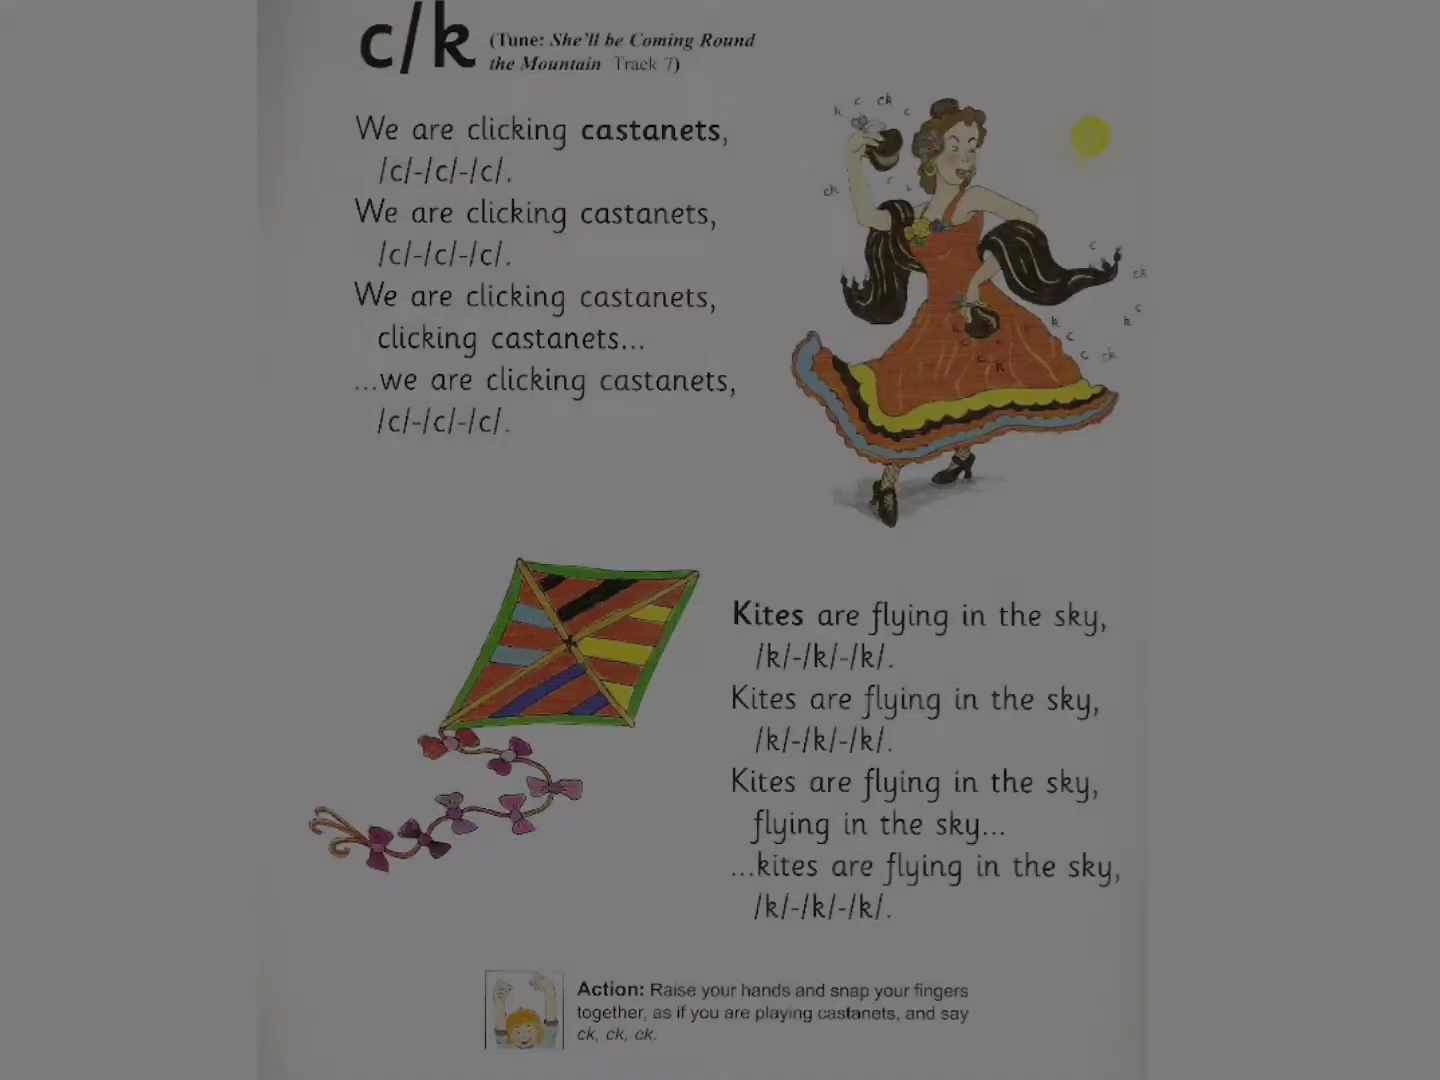 c/k
(Tune: She'll be Coming Round
the Mountain Track 7)
We are clicking castanets,
/c/-/c/-/c/.
We are clicking castanets,
/c/-/c/-/c/.
We are clicking castanets,
clicking castanets...
...we are clicking castanets,
/c/-/c/-/c/.
k c ck c
ck c k
c
ck
c
k c k k
c c
c k c ck
Kites are flying in the sky,
/k/-/k/-/k/.
Kites are flying in the sky,
/k/-/k/-/k/.
Kites are flying in the sky,
flying in the sky...
...kites are flying in the sky,
/k/-/k/-/k/.
Action: Raise your hands and snap your fingers
together, as if you are playing castanets, and say
ck, ck, ck.